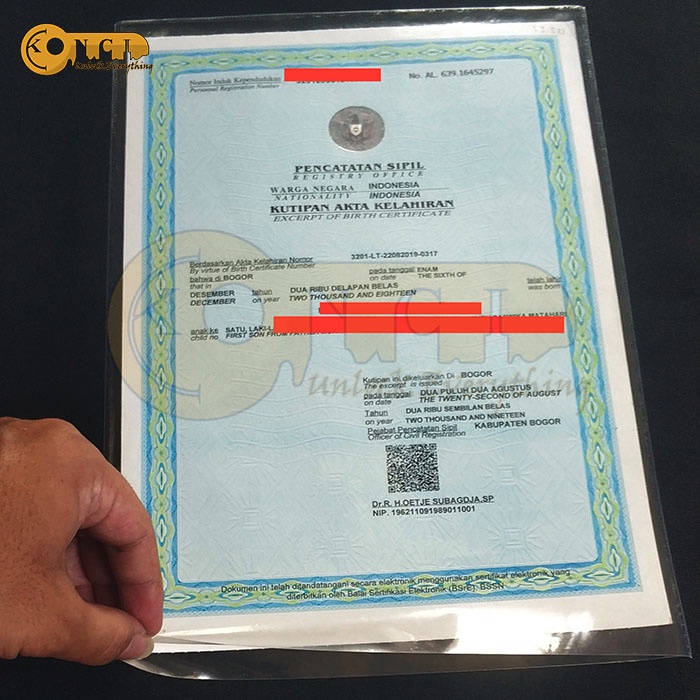 KUNCI
Unlock Everything
Nomor Induk Kependudukan
Personal Registration Number
No. AL. 639.1645297
PENCATATAN SIPIL
REGISTRY OFFICE
WARGA NEGARA INDONESIA
NATIONALITY INDONESIA
KUTIPAN AKTA KELAHIRAN
EXCERPT OF BIRTH CERTIFICATE
Berdasarkan Akta Kelahiran Nomor 3201-LT-22082019-0317
By virtue of Birth Certificate Number
bahwa di BOGOR pada tanggal ENAM telah lahir
that in on date THE SIXTH OF was born
DESEMBER tahun DUA RIBU DELAPAN BELAS
DECEMBER on year TWO THOUSAND AND EIGHTEEN
MATAHARI
anak ke SATU, LAKI-L
child no FIRST SON FROM
Unlock Everything
Kutipan ini dikeluarkan Di BOGOR
The excerpt is issued
pada tanggal DUA PULUH DUA AGUSTUS
on date THE TWENTY-SECOND OF AUGUST
Tahun DUA RIBU SEMBILAN BELAS
on year TWO THOUSAND AND NINETEEN
Pejabat Pencatatan Sipil KABUPATEN BOGOR
Officer of Civil Registration
Dr.R. H.OETJE SUBAGDJA,SP
NIP. 196211091989011001
Dokumen ini telah ditandatangani secara elektronik menggunakan sertifikat elektronik yang
diterbitkan oleh Balai Sertifikasi Elektronik (BSrE), BSSN